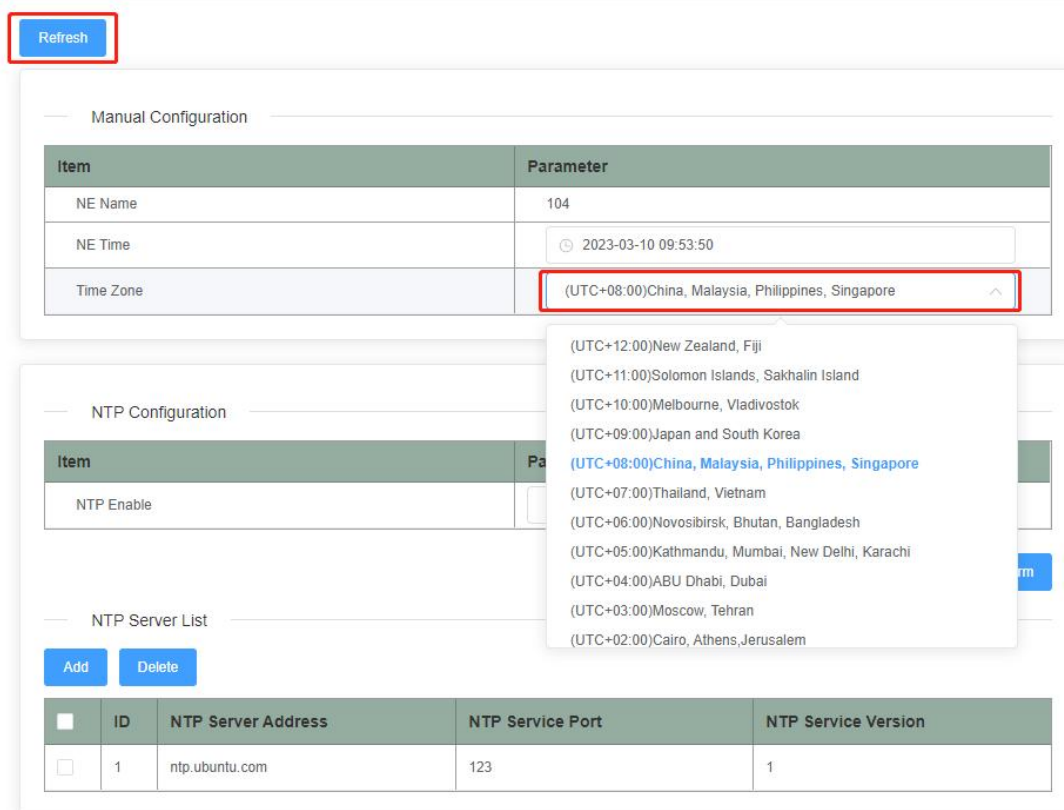 Refresh
Manual Configuration
Item Parameter
NE Name 104
NE Time 2023-03-10 09:53:50
Time Zone (UTC+08:00)China, Malaysia, Philippines, Singapore
(UTC+12:00)New Zealand, Fiji
(UTC+11:00)Solomon Islands, Sakhalin Island
(UTC+10:00)Melbourne, Vladivostok
(UTC+09:00)Japan and South Korea
(UTC+08:00)China, Malaysia, Philippines, Singapore
(UTC+07:00)Thailand, Vietnam
(UTC+06:00)Novosibirsk, Bhutan, Bangladesh
(UTC+05:00)Kathmandu, Mumbai, New Delhi, Karachi
(UTC+04:00)ABU Dhabi, Dubai
(UTC+03:00)Moscow, Tehran
(UTC+02:00)Cairo, Athens,Jerusalem
NTP Configuration
Item Pa
NTP Enable
rm
NTP Server List
Add Delete
ID NTP Server Address NTP Service Port NTP Service Version
1 ntp.ubuntu.com 123 1